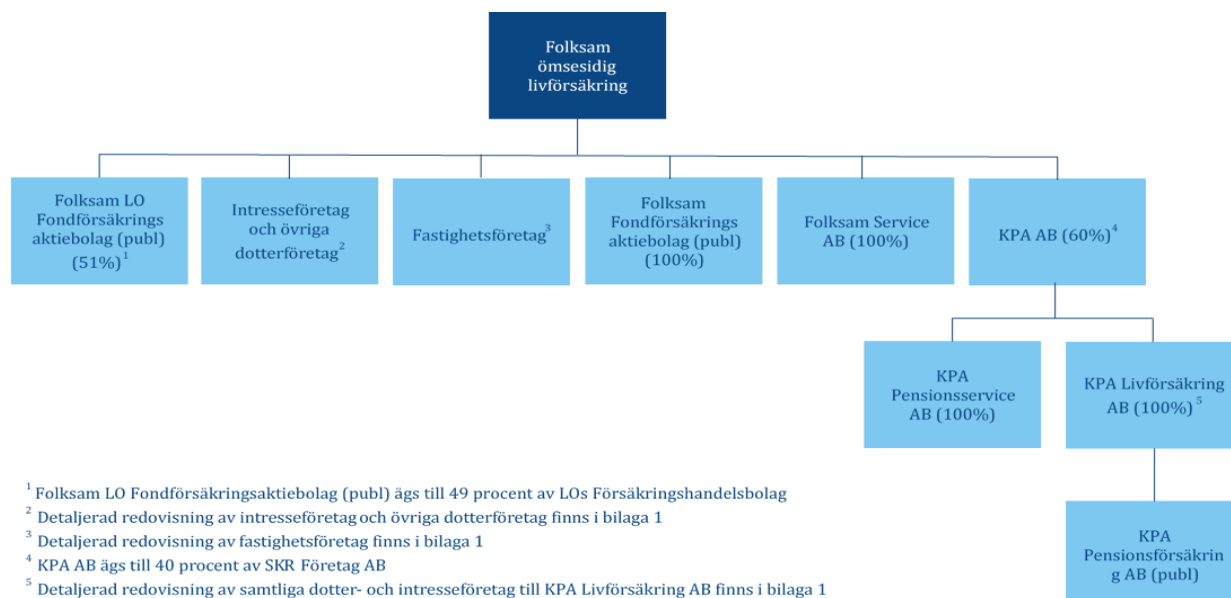 Folksam
ömsesidig
livförsäkring
Folksam LO
Fondförsäkrings
aktiebolag (publ)
(51%)¹
Intresseföretag
och övriga
dotterföretag²
Fastighetsföretag³
Folksam
Fondförsäkrings
aktiebolag (publ)
(100%)
Folksam Service
AB (100%)
KPA AB (60%)⁴
KPA
Pensionsservice
AB (100%)
KPA Livförsäkring
AB (100%)⁵
KPA
Pensionsförsäkrin
g AB (publ)
¹ Folksam LO Fondförsäkringsaktiebolag (publ) ägs till 49 procent av LOs Försäkringshandelsbolag
² Detaljerad redovisning av intresseföretag och övriga dotterföretag finns i bilaga 1
³ Detaljerad redovisning av fastighetsföretag finns i bilaga 1
⁴ KPA AB ägs till 40 procent av SKR Företag AB
⁵ Detaljerad redovisning av samtliga dotter- och intresseföretag till KPA Livförsäkring AB finns i bilaga 1